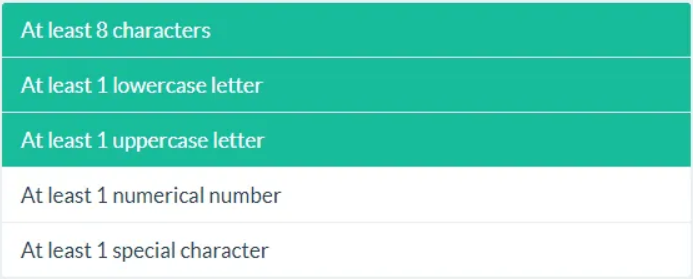 At least 8 characters
At least 1 lowercase letter
At least 1 uppercase letter
At least 1 numerical number
At least 1 special character